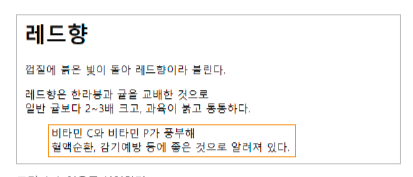 레드향
껍질에 붉은 빛이 돌아 레드향이라 불린다.
레드향은 한라봉과 귤을 교배한 것으로
일반 귤보다 2~3배 크고, 과육이 붉고 통통하다.
비타민 C와 비타민 P가 풍부해
혈액순환, 감기예방 등에 좋은 것으로 알려져 있다.